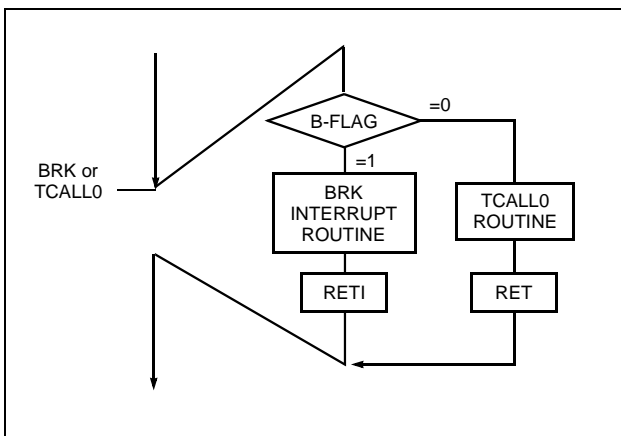 B-FLAG
=0
=1
BRK or
TCALL0
BRK
INTERRUPT
ROUTINE
TCALL0
ROUTINE
RETI
RET